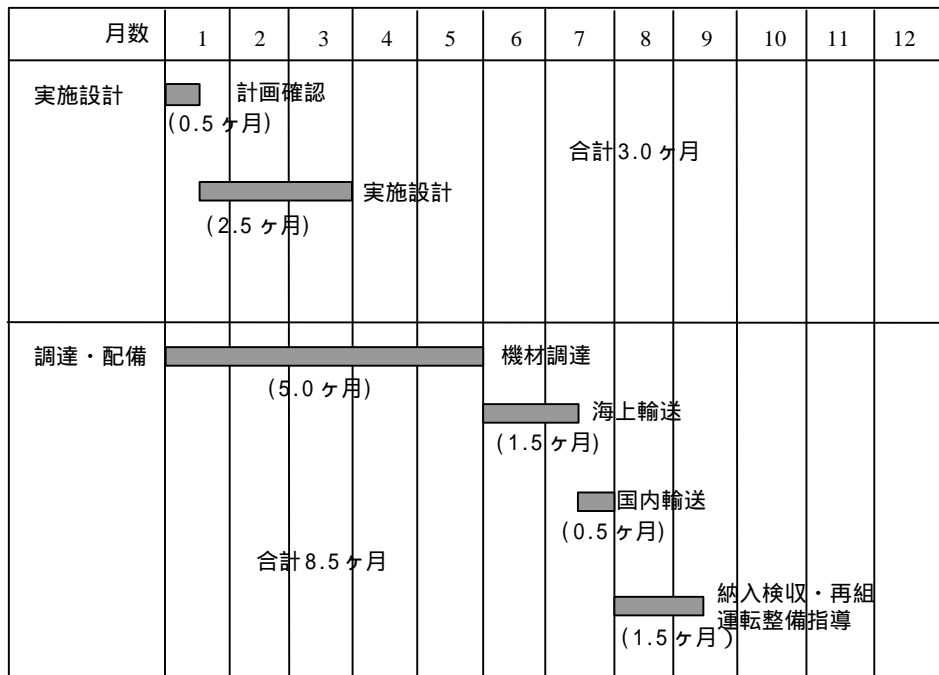 月数 1 2 3 4 5 6 7 8 9 10 11 12
実施設計 計画確認
(0.5ヶ月)
合計3.0ヶ月
実施設計
(2.5ヶ月)
調達・配備 機材調達
(5.0ヶ月)
海上輸送
(1.5ヶ月)
国内輸送
(0.5ヶ月)
合計8.5ヶ月
納入検収・再組
運転整備指導
(1.5ヶ月)